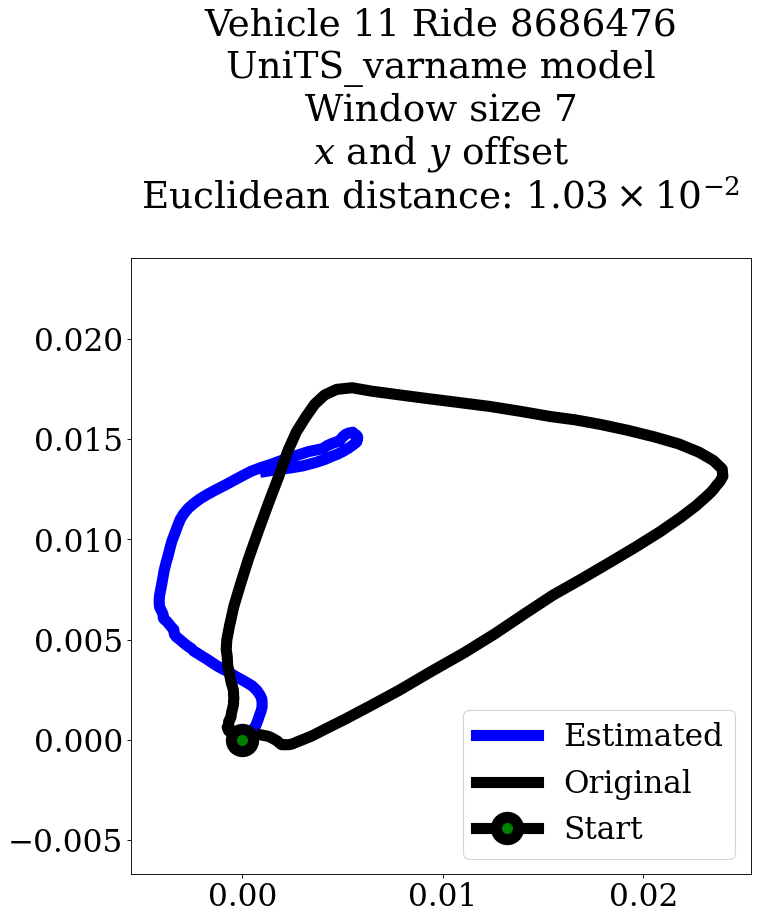 Vehicle 11 Ride 8686476
UniTS_varname model
Window size 7
x and y offset
Euclidean distance: 1.03 × 10⁻²
0.020
0.015
0.010
0.005
0.000
−0.005
0.00 0.01 0.02
Estimated
Original
Start